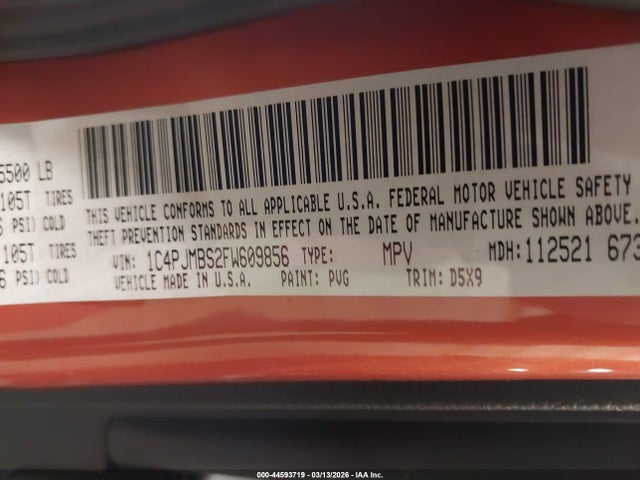 5500 LB
105T TIRES
PSI) COLD
105T TIRES
PSI) COLD
THIS VEHICLE CONFORMS TO ALL APPLICABLE U.S.A. FEDERAL MOTOR VEHICLE SAFETY
THEFT PREVENTION STANDARDS IN EFFECT ON THE DATE OF MANUFACTURE SHOWN ABOVE.
VIN: 1C4PJMBS2FW609856 TYPE: MPV MDH:112521 673
VEHICLE MADE IN U.S.A. PAINT: PVG TRIM: D5X9
000-44593719 - 03/13/2026 - IAA Inc.